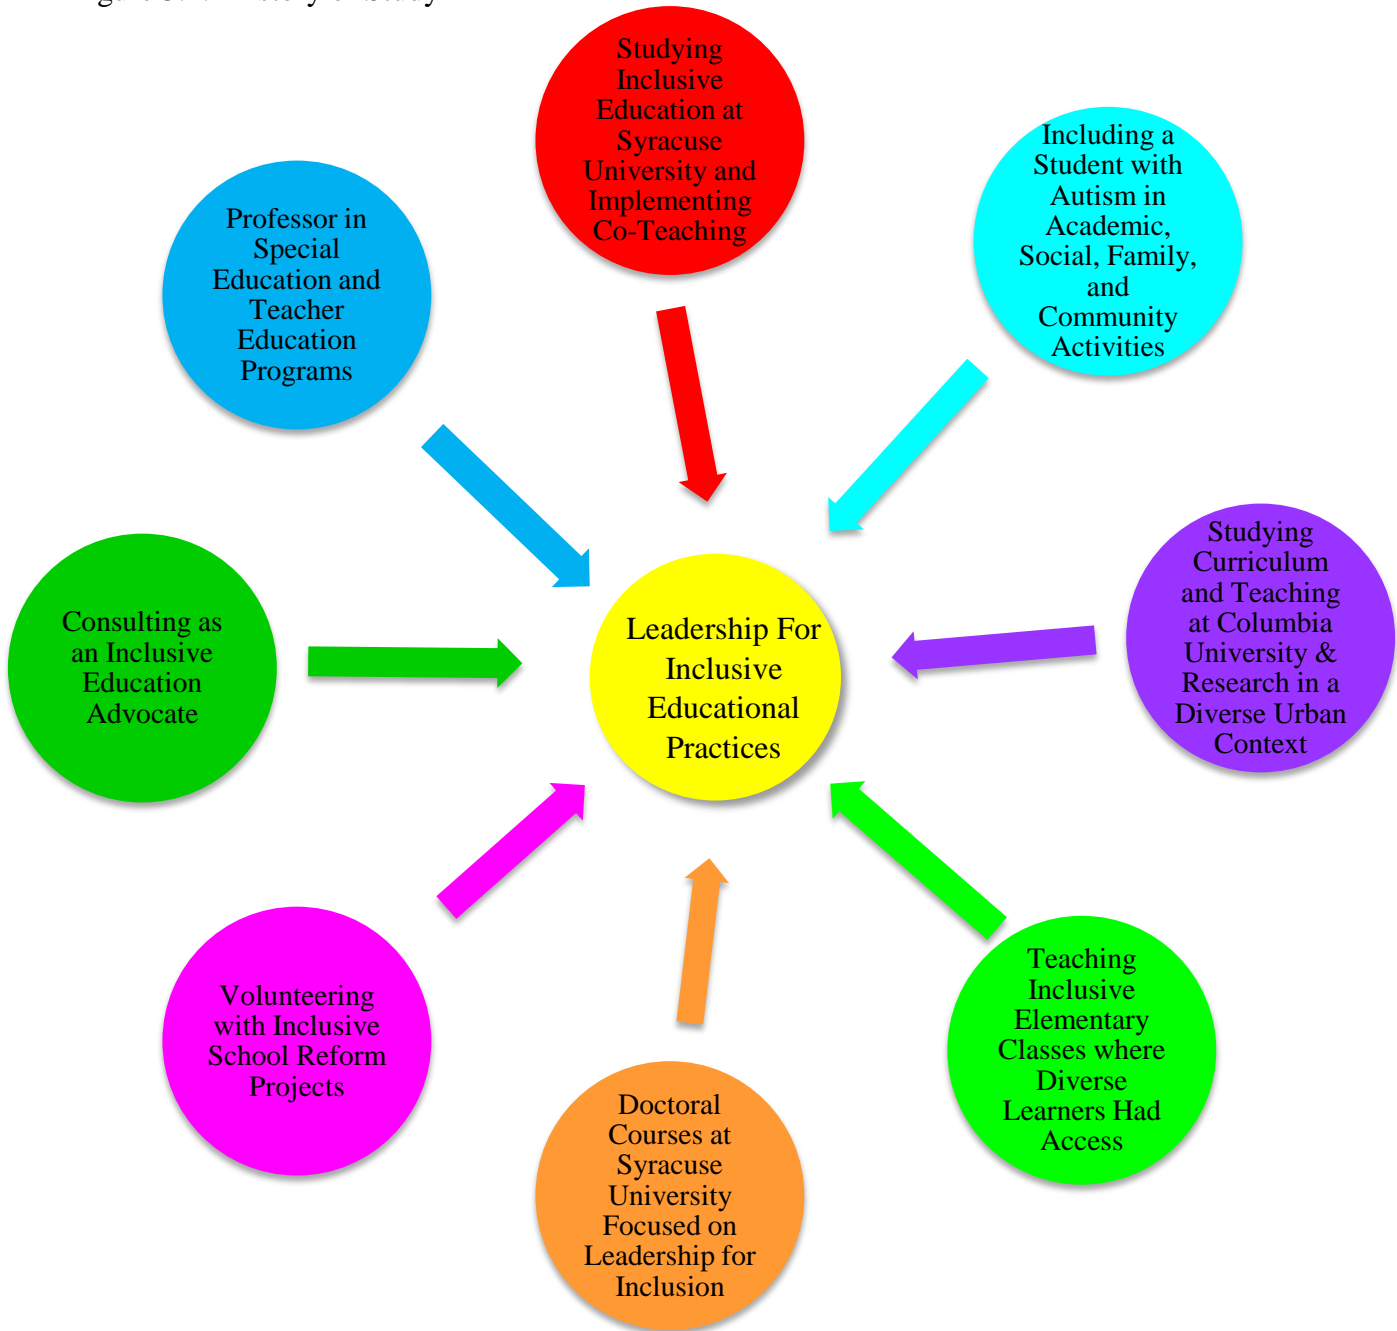 History of Study
Studying
Inclusive
Education at
Syracuse
University and
Implementing
Co-Teaching
Including a
Student with
Autism in
Academic,
Social, Family,
and
Community
Activities
Studying
Curriculum
and Teaching
at Columbia
University &
Research in a
Diverse Urban
Context
Teaching
Inclusive
Elementary
Classes where
Diverse
Learners Had
Access
Doctoral
Courses at
Syracuse
University
Focused on
Leadership for
Inclusion
Volunteering
with Inclusive
School Reform
Projects
Consulting as
an Inclusive
Education
Advocate
Professor in
Special
Education and
Teacher
Education
Programs
Leadership For
Inclusive
Educational
Practices